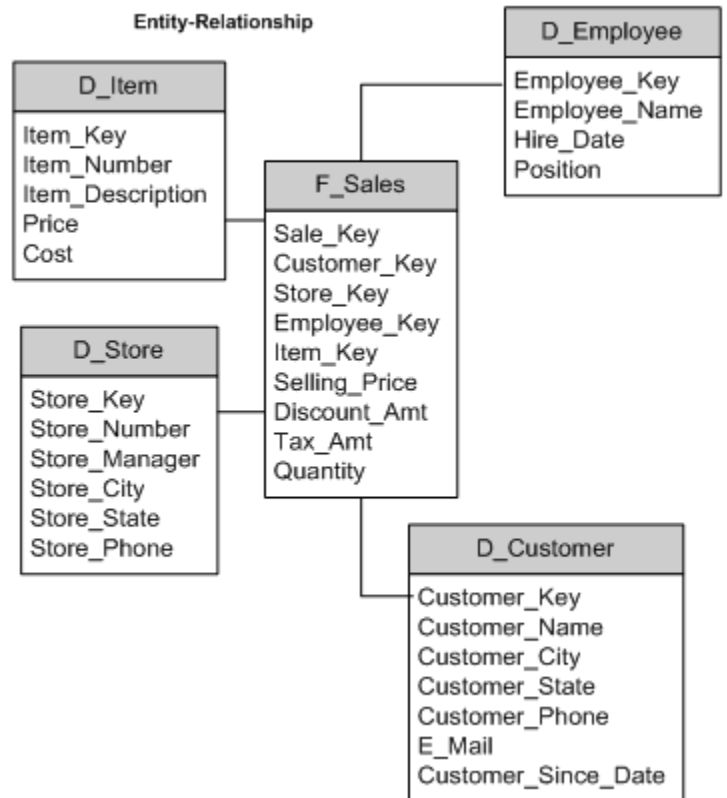 Entity-Relationship
D_Item
Item_Key
Item_Number
Item_Description
Price
Cost
D_Employee
Employee_Key
Employee_Name
Hire_Date
Position
F_Sales
Sale_Key
Customer_Key
Store_Key
Employee_Key
Item_Key
Selling_Price
Discount_Amt
Tax_Amt
Quantity
D_Store
Store_Key
Store_Number
Store_Manager
Store_City
Store_State
Store_Phone
D_Customer
Customer_Key
Customer_Name
Customer_City
Customer_State
Customer_Phone
E_Mail
Customer_Since_Date